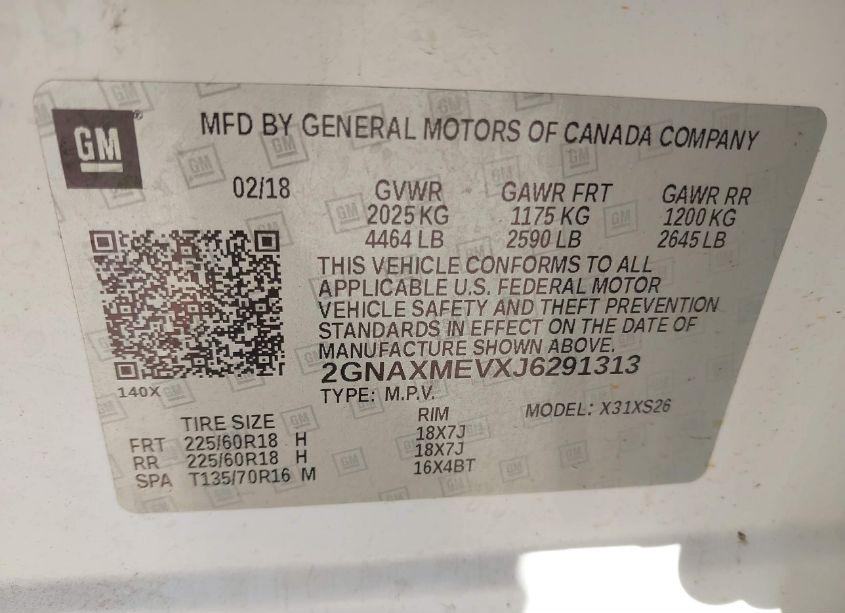 GM
MFD BY GENERAL MOTORS OF CANADA COMPANY
02/18
GVWR GAWR FRT GAWR RR
2025 KG 1175 KG 1200 KG
4464 LB 2590 LB 2645 LB
THIS VEHICLE CONFORMS TO ALL
APPLICABLE U.S. FEDERAL MOTOR
VEHICLE SAFETY AND THEFT PREVENTION
STANDARDS IN EFFECT ON THE DATE OF
MANUFACTURE SHOWN ABOVE.
2GNAXMEVXJ6291313
140X
TYPE: M.P.V. MODEL: X31XS26
TIRE SIZE RIM
FRT 225/60R18 H 18X7J
RR 225/60R18 H 18X7J
SPA T135/70R16 M 16X4BT